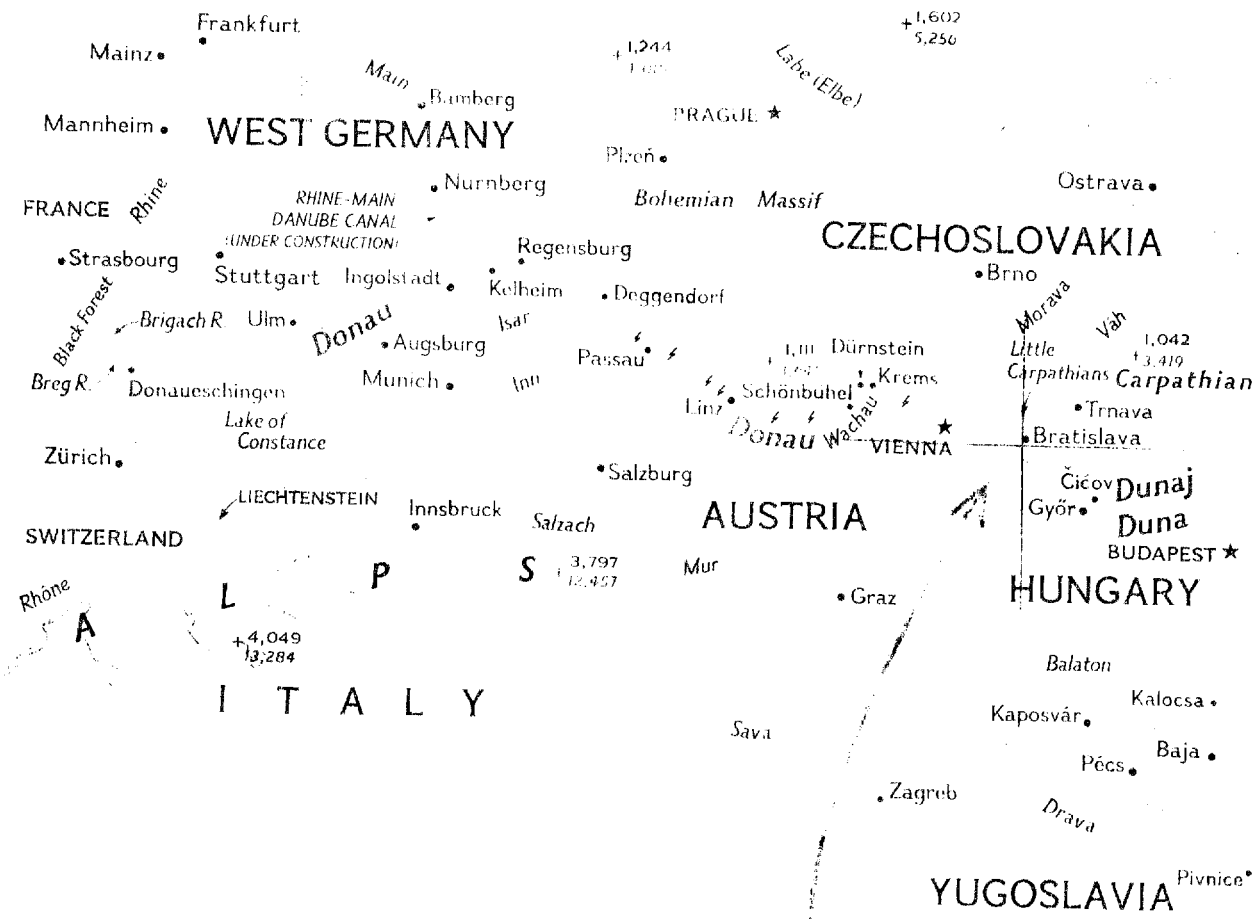 Frankfurt
+1,602
5,250
Mainz
+1,244
Labe (Elbe)
Main
Bamberg
PRAGUE ★
Mannheim
WEST GERMANY
Plzeň
Nurnberg
Ostrava
FRANCE
Rhine
RHINE-MAIN
DANUBE CANAL
(UNDER CONSTRUCTION)
Bohemian Massif
CZECHOSLOVAKIA
Strasbourg
Stuttgart
Ingolstadt
Regensburg
Kelheim
Deggendorf
Brno
Black Forest
Brigach R.
Ulm
Donau
Augsburg
Isar
Passau
Morava
Váh
1,042
+3,419
Little
Carpathians
Carpathian
Dürnstein
Breg R.
Donaueschingen
Munich
Inn
Linz
Schönbuhel
Krems
Trnava
Lake of
Constance
Donau
Wachau
VIENNA
Bratislava
Zürich
Salzburg
Čičov
Dunaj
LIECHTENSTEIN
Innsbruck
Salzach
AUSTRIA
Győr
Duna
SWITZERLAND
BUDAPEST ★
Rhône
ALPS
+3,797
12,457
Mur
Graz
HUNGARY
+4,049
13,284
Balaton
ITALY
Kalocsa
Sava
Kaposvár
Baja
Pécs
Zagreb
Drava
YUGOSLAVIA
Pivnice